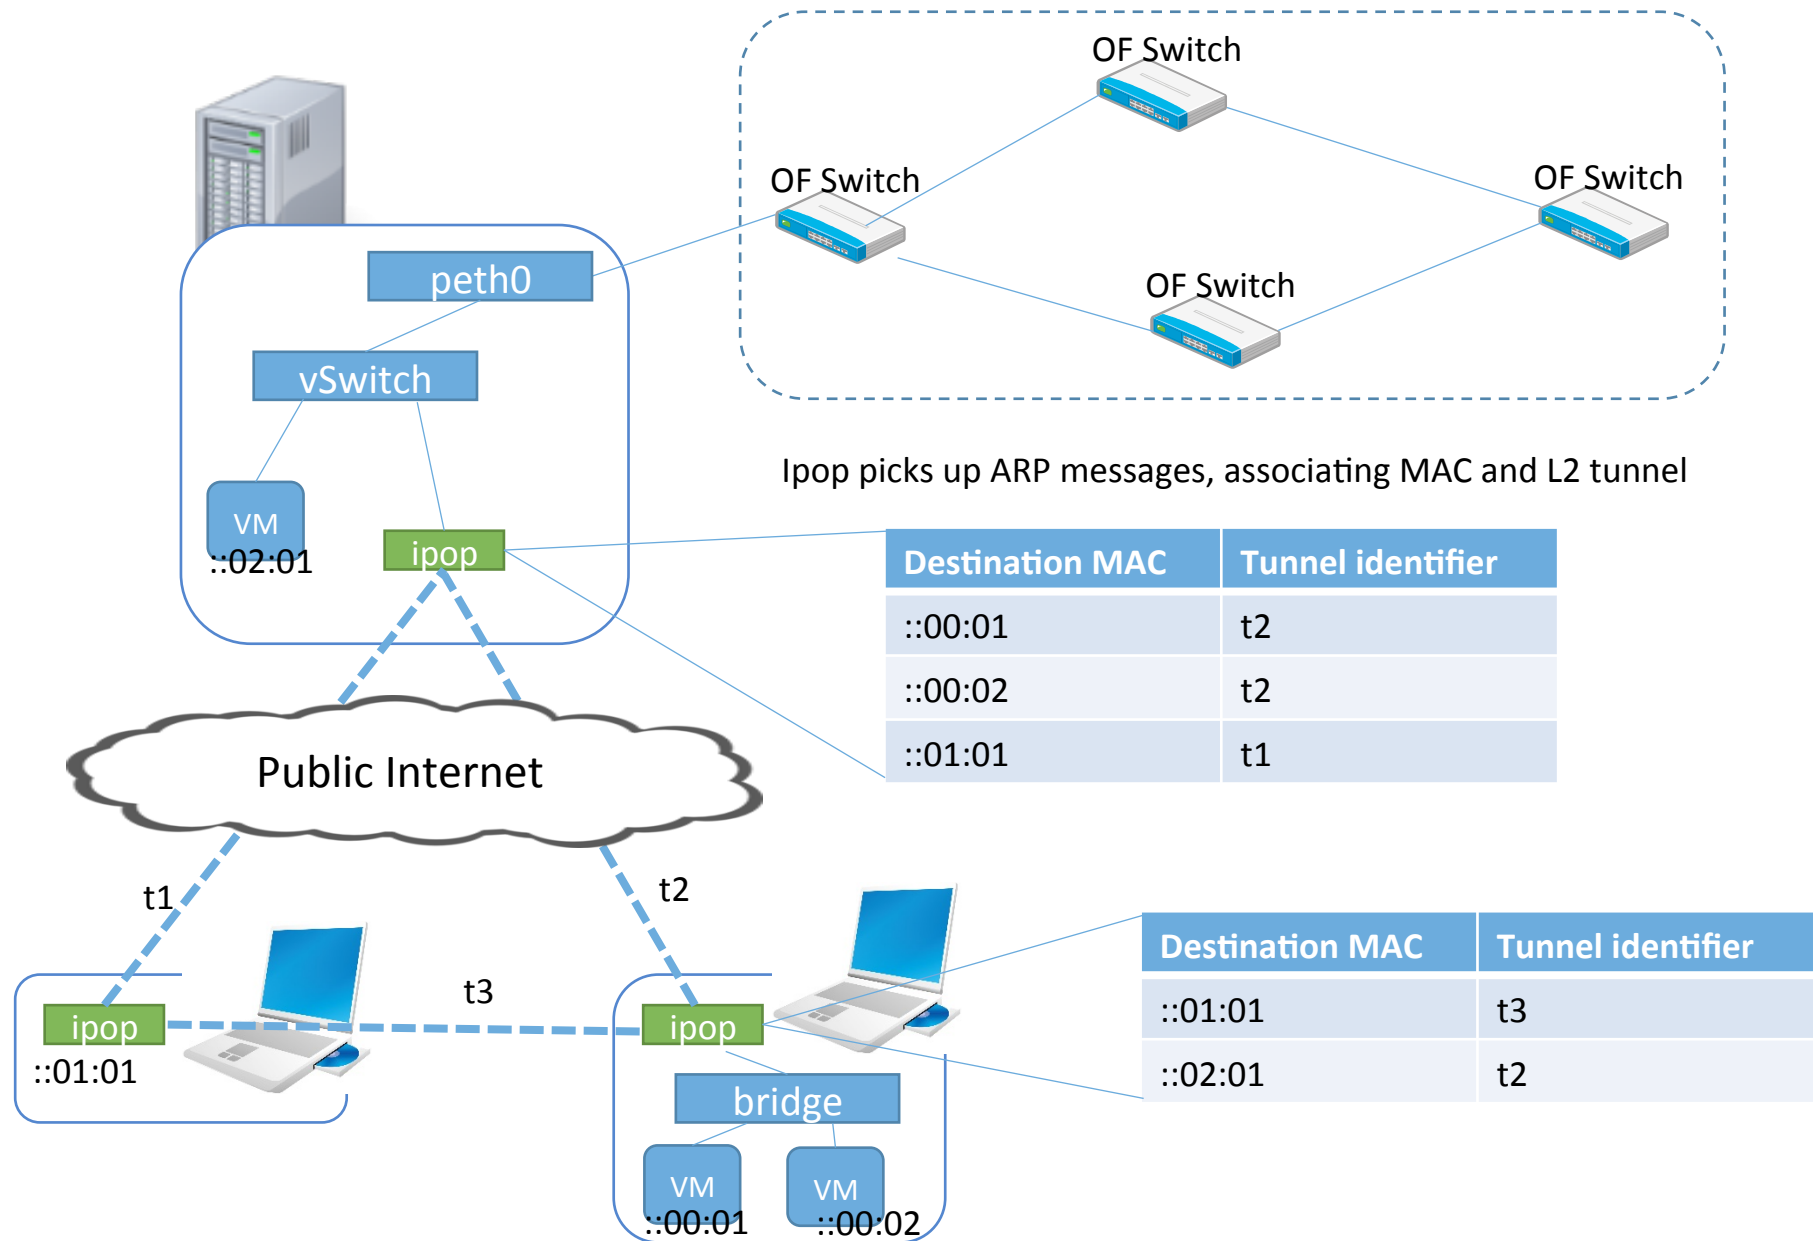 OF Switch
OF Switch
OF Switch
OF Switch
peth0
vSwitch
VM
::02:01
ipop
Ipop picks up ARP messages, associating MAC and L2 tunnel
Destination MAC Tunnel identifier
::00:01 t2
::00:02 t2
::01:01 t1
Public Internet
t1
t2
t3
ipop
::01:01
ipop
bridge
VM
::00:01
VM
::00:02
Destination MAC Tunnel identifier
::01:01 t3
::02:01 t2